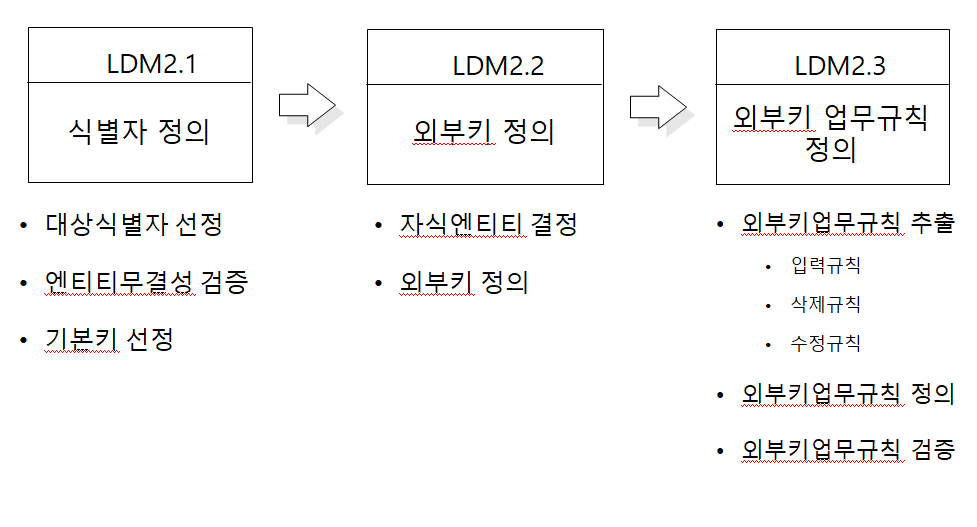 LDM2.1
식별자 정의
• 대상식별자 선정
• 엔티티무결성 검증
• 기본키 선정
LDM2.2
외부키 정의
• 자식엔티티 결정
• 외부키 정의
LDM2.3
외부키 업무규칙
정의
• 외부키업무규칙 추출
• 입력규칙
• 삭제규칙
• 수정규칙
• 외부키업무규칙 정의
• 외부키업무규칙 검증